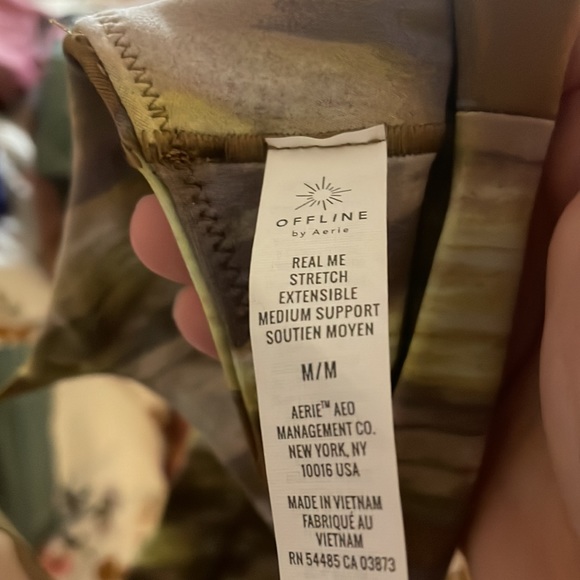 OFFLINE
by Aerie
REAL ME
STRETCH
EXTENSIBLE
MEDIUM SUPPORT
SOUTIEN MOYEN
M/M
AERIE™ AEO
MANAGEMENT CO.
NEW YORK, NY
10016 USA
MADE IN VIETNAM
FABRIQUÉ AU
VIETNAM
RN 54485 CA 03873